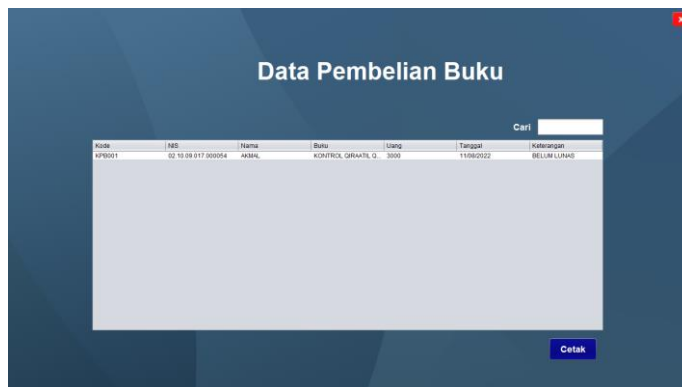 X
Data Pembelian Buku
Cari
Kode NIS Nama Buku Uang Tanggal Keterangan
KPB001 02.10.09.017.000054 AKMAL KONTROL QIRAATIL Q... 3000 11/08/2022 BELUM LUNAS
Cetak